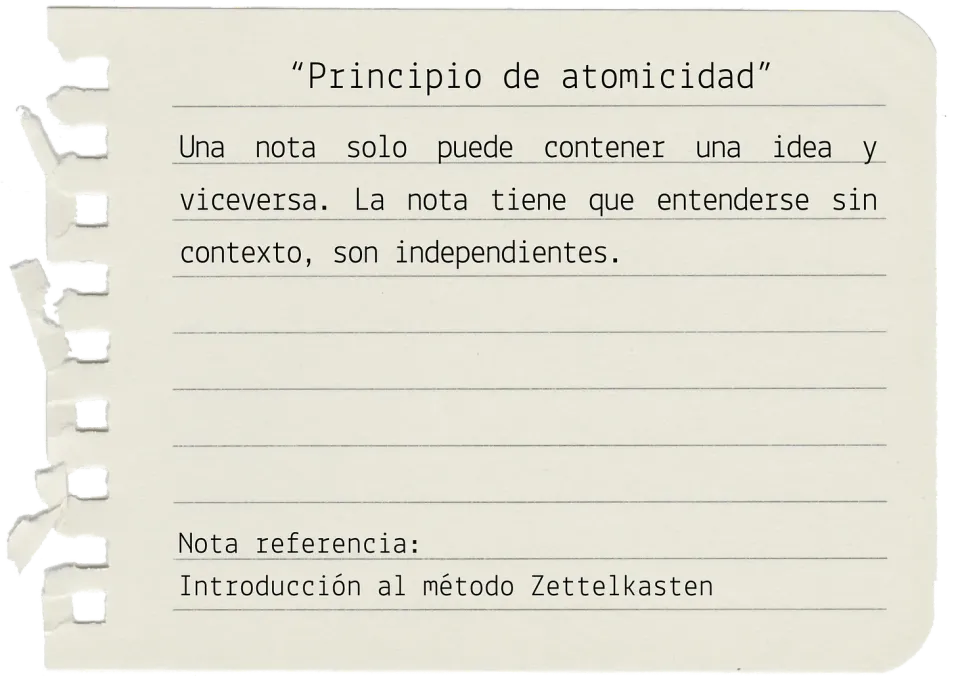 “Principio de atomicidad”
Una nota solo puede contener una idea y
viceversa. La nota tiene que entenderse sin
contexto, son independientes.
Nota referencia:
Introducción al método Zettelkasten